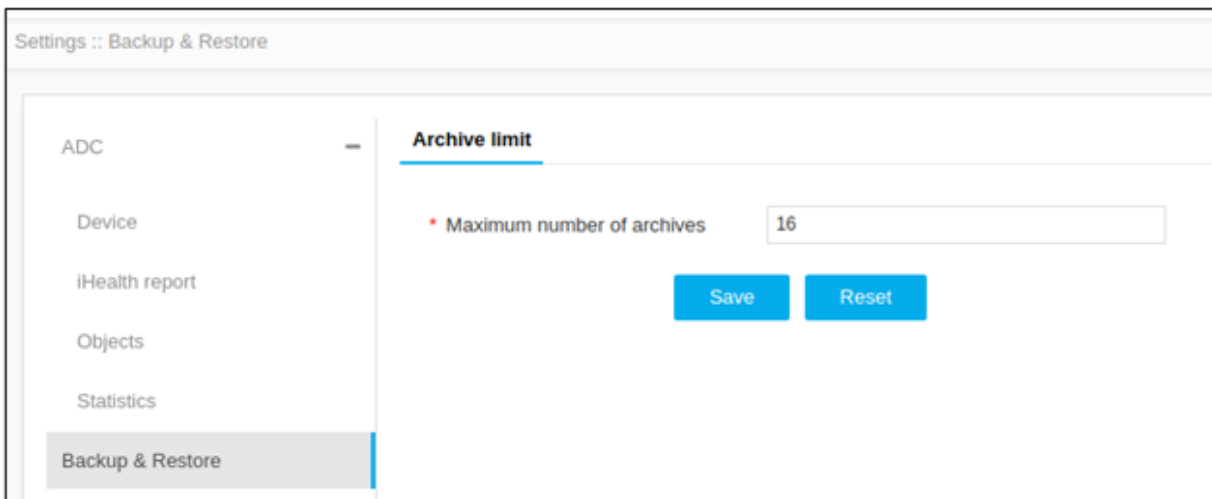 Settings :: Backup & Restore
ADC
Archive limit
Device
* Maximum number of archives 16
iHealth report
Save Reset
Objects
Statistics
Backup & Restore